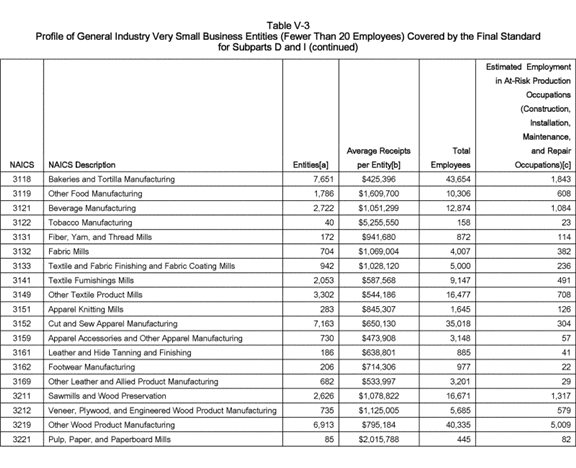 Table V-3
Profile of General Industry Very Small Business Entities (Fewer Than 20 Employees) Covered by the Final Standard
for Subparts D and I (continued)
Estimated Employment
in At-Risk Production
Occupations
(Construction,
Installation,
Maintenance,
Average Receipts Total and Repair
NAICS NAICS Description Entities[a] per Entity[b] Employees Occupations)[c]
3118 Bakeries and Tortilla Manufacturing 7,651 $425,396 43,654 1,843
3119 Other Food Manufacturing 1,786 $1,609,700 10,306 608
3121 Beverage Manufacturing 2,722 $1,051,299 12,874 1,084
3122 Tobacco Manufacturing 40 $5,255,550 158 23
3131 Fiber, Yarn, and Thread Mills 172 $941,680 872 114
3132 Fabric Mills 704 $1,069,004 4,007 382
3133 Textile and Fabric Finishing and Fabric Coating Mills 942 $1,028,120 5,000 236
3141 Textile Furnishings Mills 2,053 $587,568 9,147 491
3149 Other Textile Product Mills 3,302 $544,186 16,477 708
3151 Apparel Knitting Mills 283 $845,307 1,645 126
3152 Cut and Sew Apparel Manufacturing 7,163 $650,130 35,018 304
3159 Apparel Accessories and Other Apparel Manufacturing 730 $473,908 3,148 57
3161 Leather and Hide Tanning and Finishing 186 $638,801 885 41
3162 Footwear Manufacturing 206 $714,306 977 22
3169 Other Leather and Allied Product Manufacturing 682 $533,997 3,201 29
3211 Sawmills and Wood Preservation 2,626 $1,078,822 16,671 1,317
3212 Veneer, Plywood, and Engineered Wood Product Manufacturing 735 $1,125,005 5,685 579
3219 Other Wood Product Manufacturing 6,913 $795,184 40,335 5,009
3221 Pulp, Paper, and Paperboard Mills 85 $2,015,788 445 82